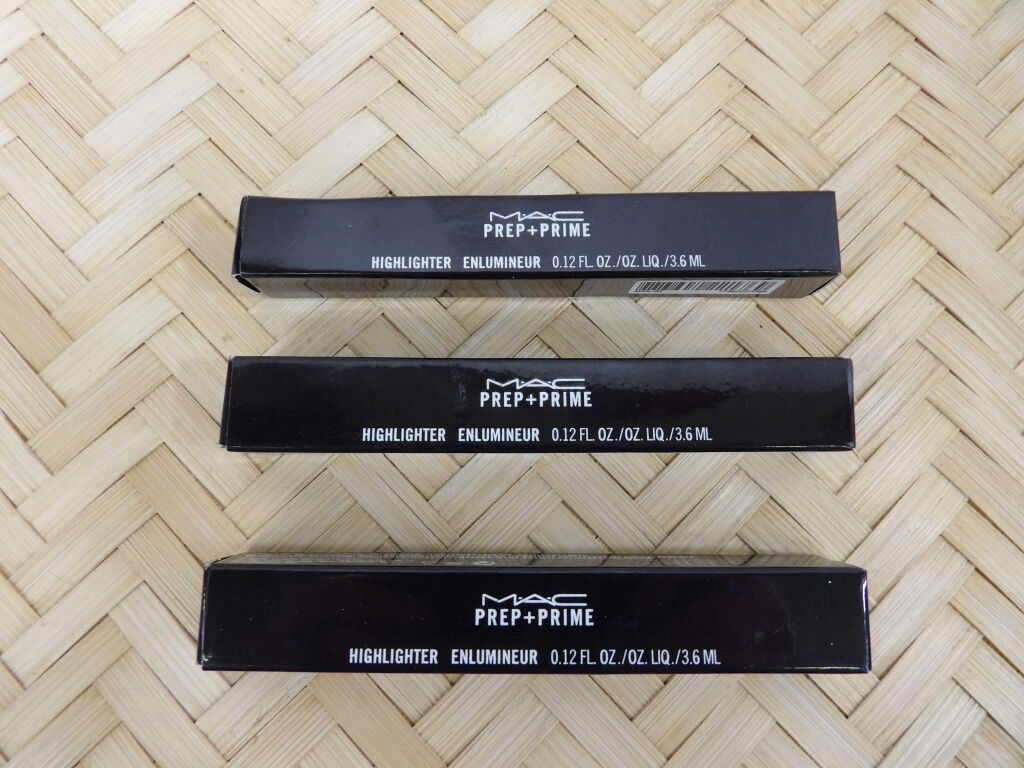 MAC
PREP+PRIME
HIGHLIGHTER ENLUMINEUR 0.12 FL. OZ./OZ. LIQ./3.6 ML
MAC
PREP+PRIME
HIGHLIGHTER ENLUMINEUR 0.12 FL. OZ./OZ. LIQ./3.6 ML
MAC
PREP+PRIME
HIGHLIGHTER ENLUMINEUR 0.12 FL. OZ./OZ. LIQ./3.6 ML